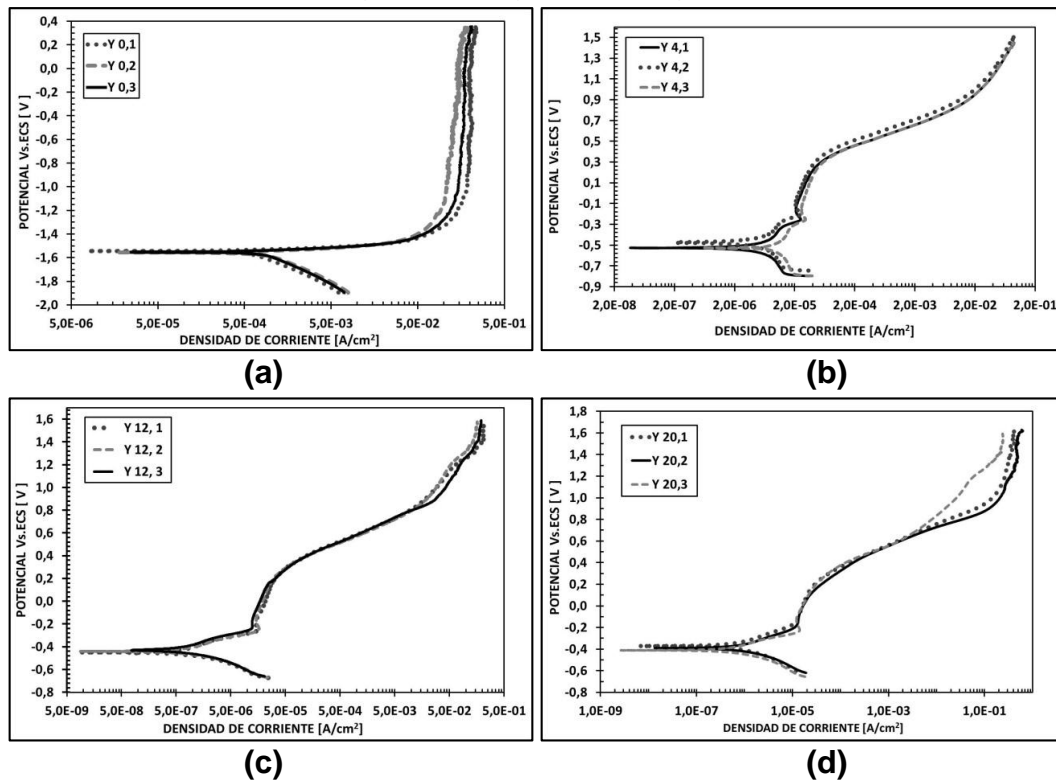 0,4
0,2
0,0
-0,2
-0,4
-0,6
-0,8
-1,0
-1,2
-1,4
-1,6
-1,8
-2,0
POTENCIAL Vs.ECS [ V ]
Y 0,1
Y 0,2
Y 0,3
5,0E-06 5,0E-05 5,0E-04 5,0E-03 5,0E-02 5,0E-01
DENSIDAD DE CORRIENTE [A/cm²]
(a)
1,5
1,3
1,1
0,9
0,7
0,5
0,3
0,1
-0,1
-0,3
-0,5
-0,7
-0,9
POTENCIAL Vs.ECS [ V ]
Y 4,1
Y 4,2
Y 4,3
2,0E-08 2,0E-07 2,0E-06 2,0E-05 2,0E-04 2,0E-03 2,0E-02 2,0E-01
DENSIDAD DE CORRIENTE [A/cm²]
(b)
1,6
1,4
1,2
1,0
0,8
0,6
0,4
0,2
0,0
-0,2
-0,4
-0,6
-0,8
POTENCIAL Vs.ECS [ V ]
Y 12, 1
Y 12, 2
Y 12, 3
5,0E-09 5,0E-08 5,0E-07 5,0E-06 5,0E-05 5,0E-04 5,0E-03 5,0E-02 5,0E-01
DENSIDAD DE CORRIENTE [A/cm²]
(c)
1,8
1,6
1,4
1,2
1,0
0,8
0,6
0,4
0,2
0,0
-0,2
-0,4
-0,6
-0,8
POTENCIAL Vs.ECS [ V ]
Y 20,1
Y 20,2
Y 20,3
1,0E-09 1,0E-07 1,0E-05 1,0E-03 1,0E-01
DENSIDAD DE CORRIENTE [A/cm²]
(d)